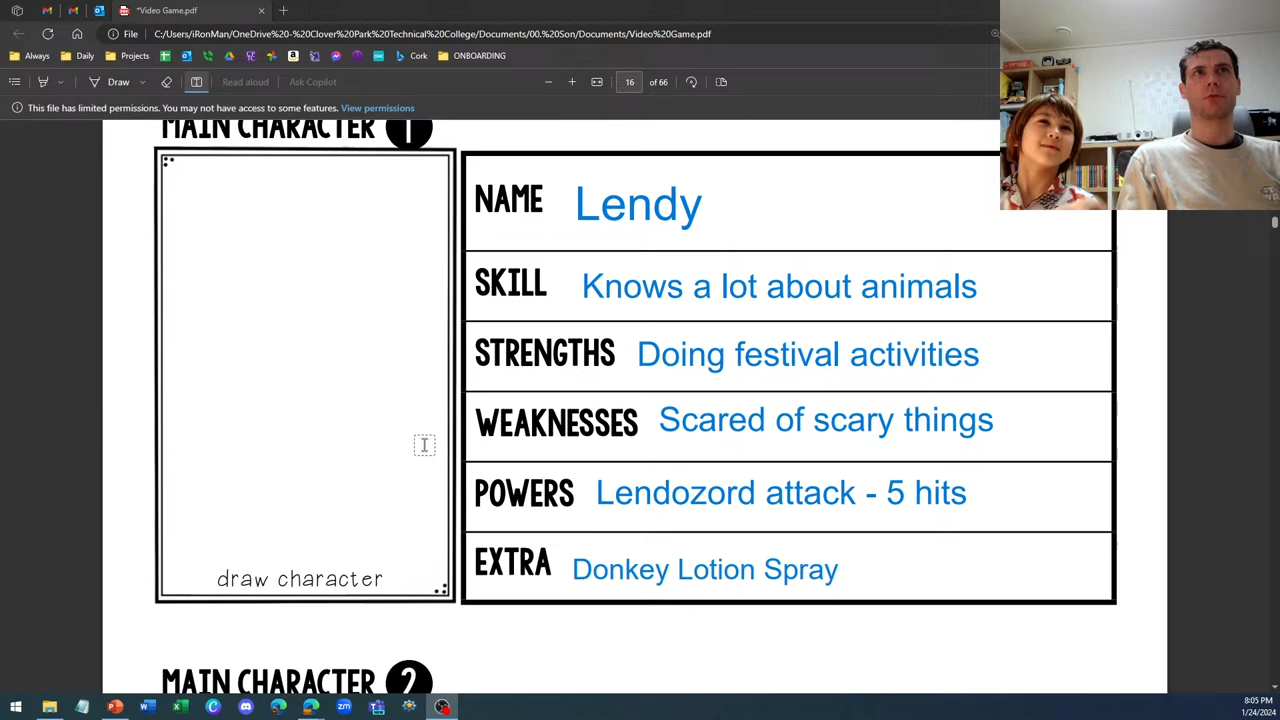 *Video Game.pdf
File
C:/Users/iRonMan/OneDrive%20-%20Clover%20Park%20Technical%20College/Documents/00.%20Son/Documents/Video%20Game.pdf
Always Daily Projects Cork ONBOARDING
Draw Read aloud Ask Copilot 16 of 66
This file has limited permissions. You may not have access to some features. View permissions
MAIN CHARACTER 1
NAME Lendy
SKILL Knows a lot about animals
STRENGTHS Doing festival activities
WEAKNESSES Scared of scary things
POWERS Lendozord attack - 5 hits
EXTRA Donkey Lotion Spray
draw character
MAIN CHARACTER 2
8:05 PM
1/24/2024